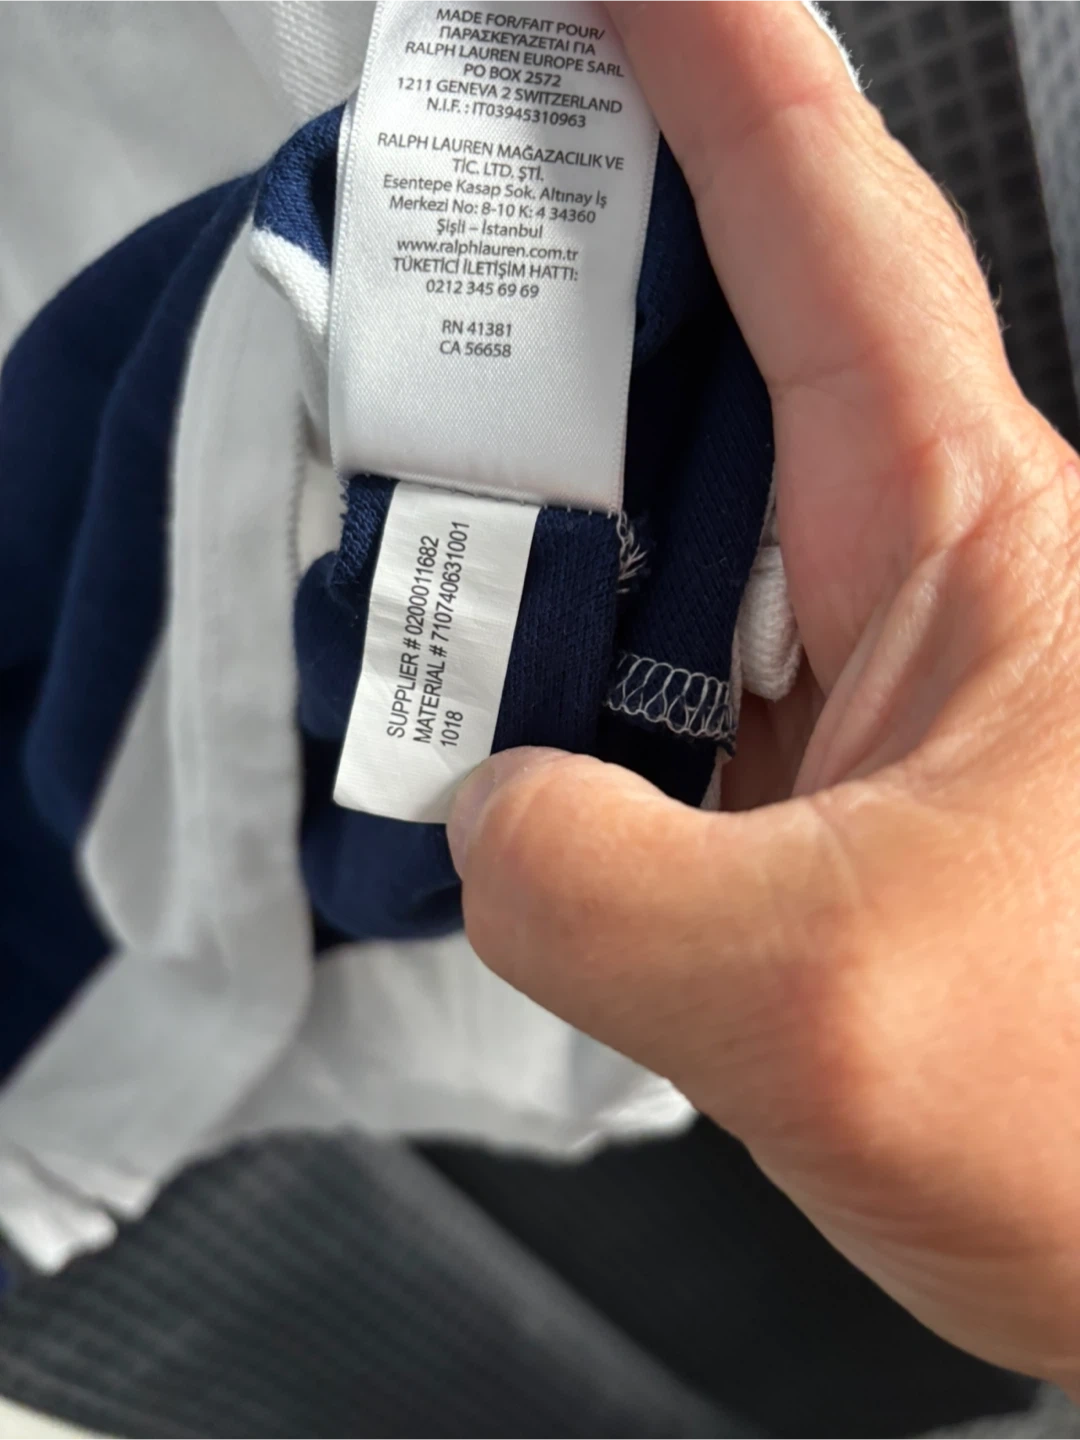 MADE FOR/FAIT POUR/
ΠΑΡΑΣΚΕΥΑΖΕΤΑΙ ΓΙΑ
RALPH LAUREN EUROPE SARL
PO BOX 2572
1211 GENEVA 2 SWITZERLAND
N.I.F. : IT03945310963
RALPH LAUREN MAĞAZACILIK VE
TİC. LTD. ŞTİ.
Esentepe Kasap Sok. Altınay İş
Merkezi No: 8-10 K: 4 34360
Şişli – İstanbul
www.ralphlauren.com.tr
TÜKETİCİ İLETİŞİM HATTI:
0212 345 69 69
RN 41381
CA 56658
SUPPLIER # 0200011682
MATERIAL # 710740631001
1018